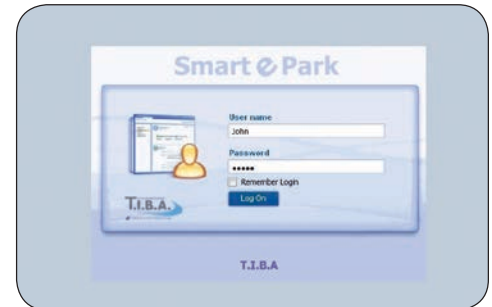 Smart e Park
User name
John
Password
•••••
Remember Login
Log On
T.I.B.A.
T.I.B.A